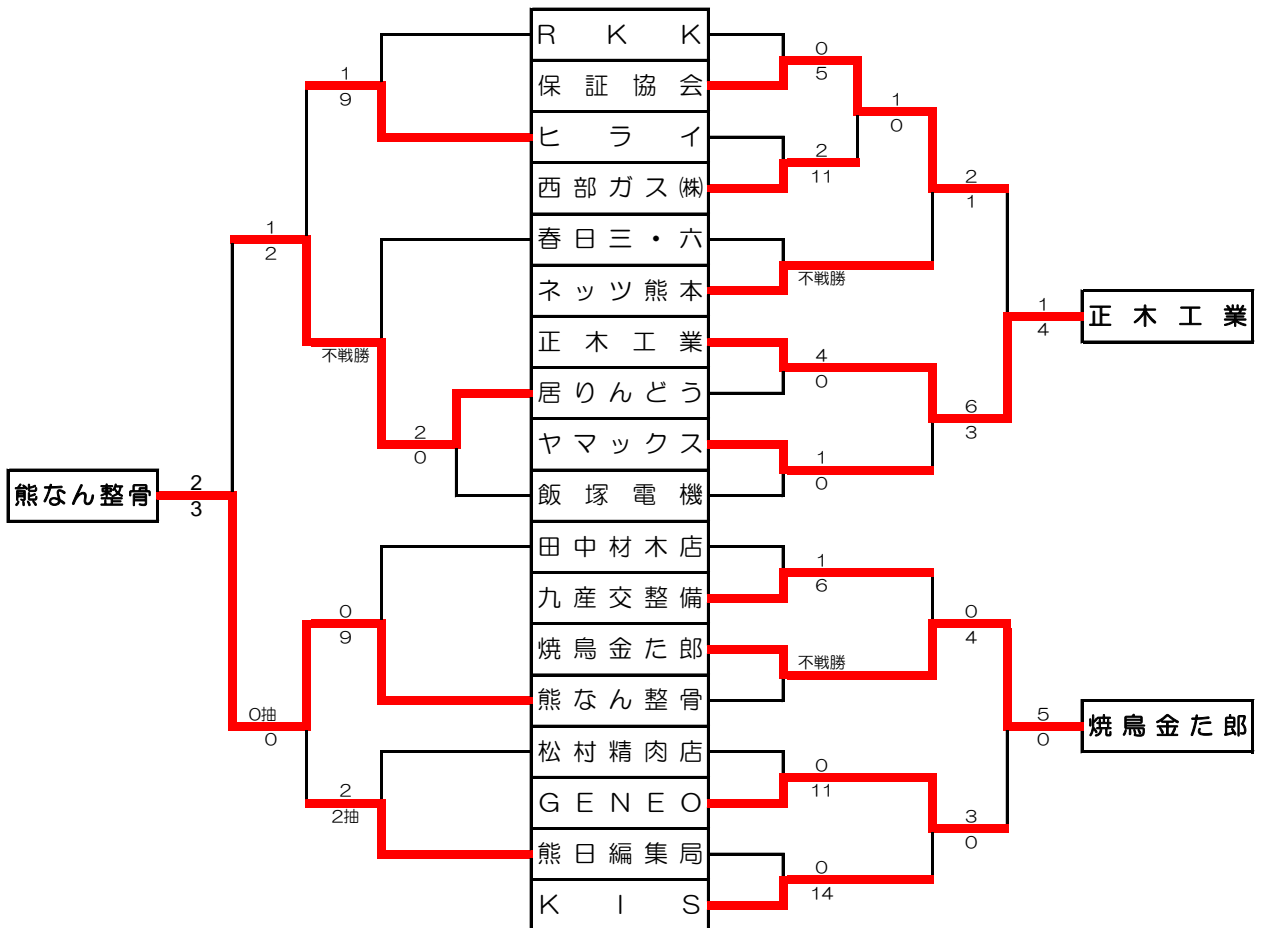 RKK
0
1
保証協会
5
1
9
0
ヒライ
2
西部ガス㈱
11
2
1
春日三・六
1
2
不戦勝
ネッツ熊本
1
正木工業
正木工業
4
不戦勝
4
0
居りんどう
6
2
3
ヤマックス
0
1
0
熊なん整骨
2
3
飯塚電機
田中材木店
1
九産交整備
6
0
0
9
4
焼鳥金た郎
不戦勝
熊なん整骨
0抽
5
焼鳥金た郎
0
0
松村精肉店
0
2
GENEO
11
2抽
3
0
熊日編集局
0
14
KIS